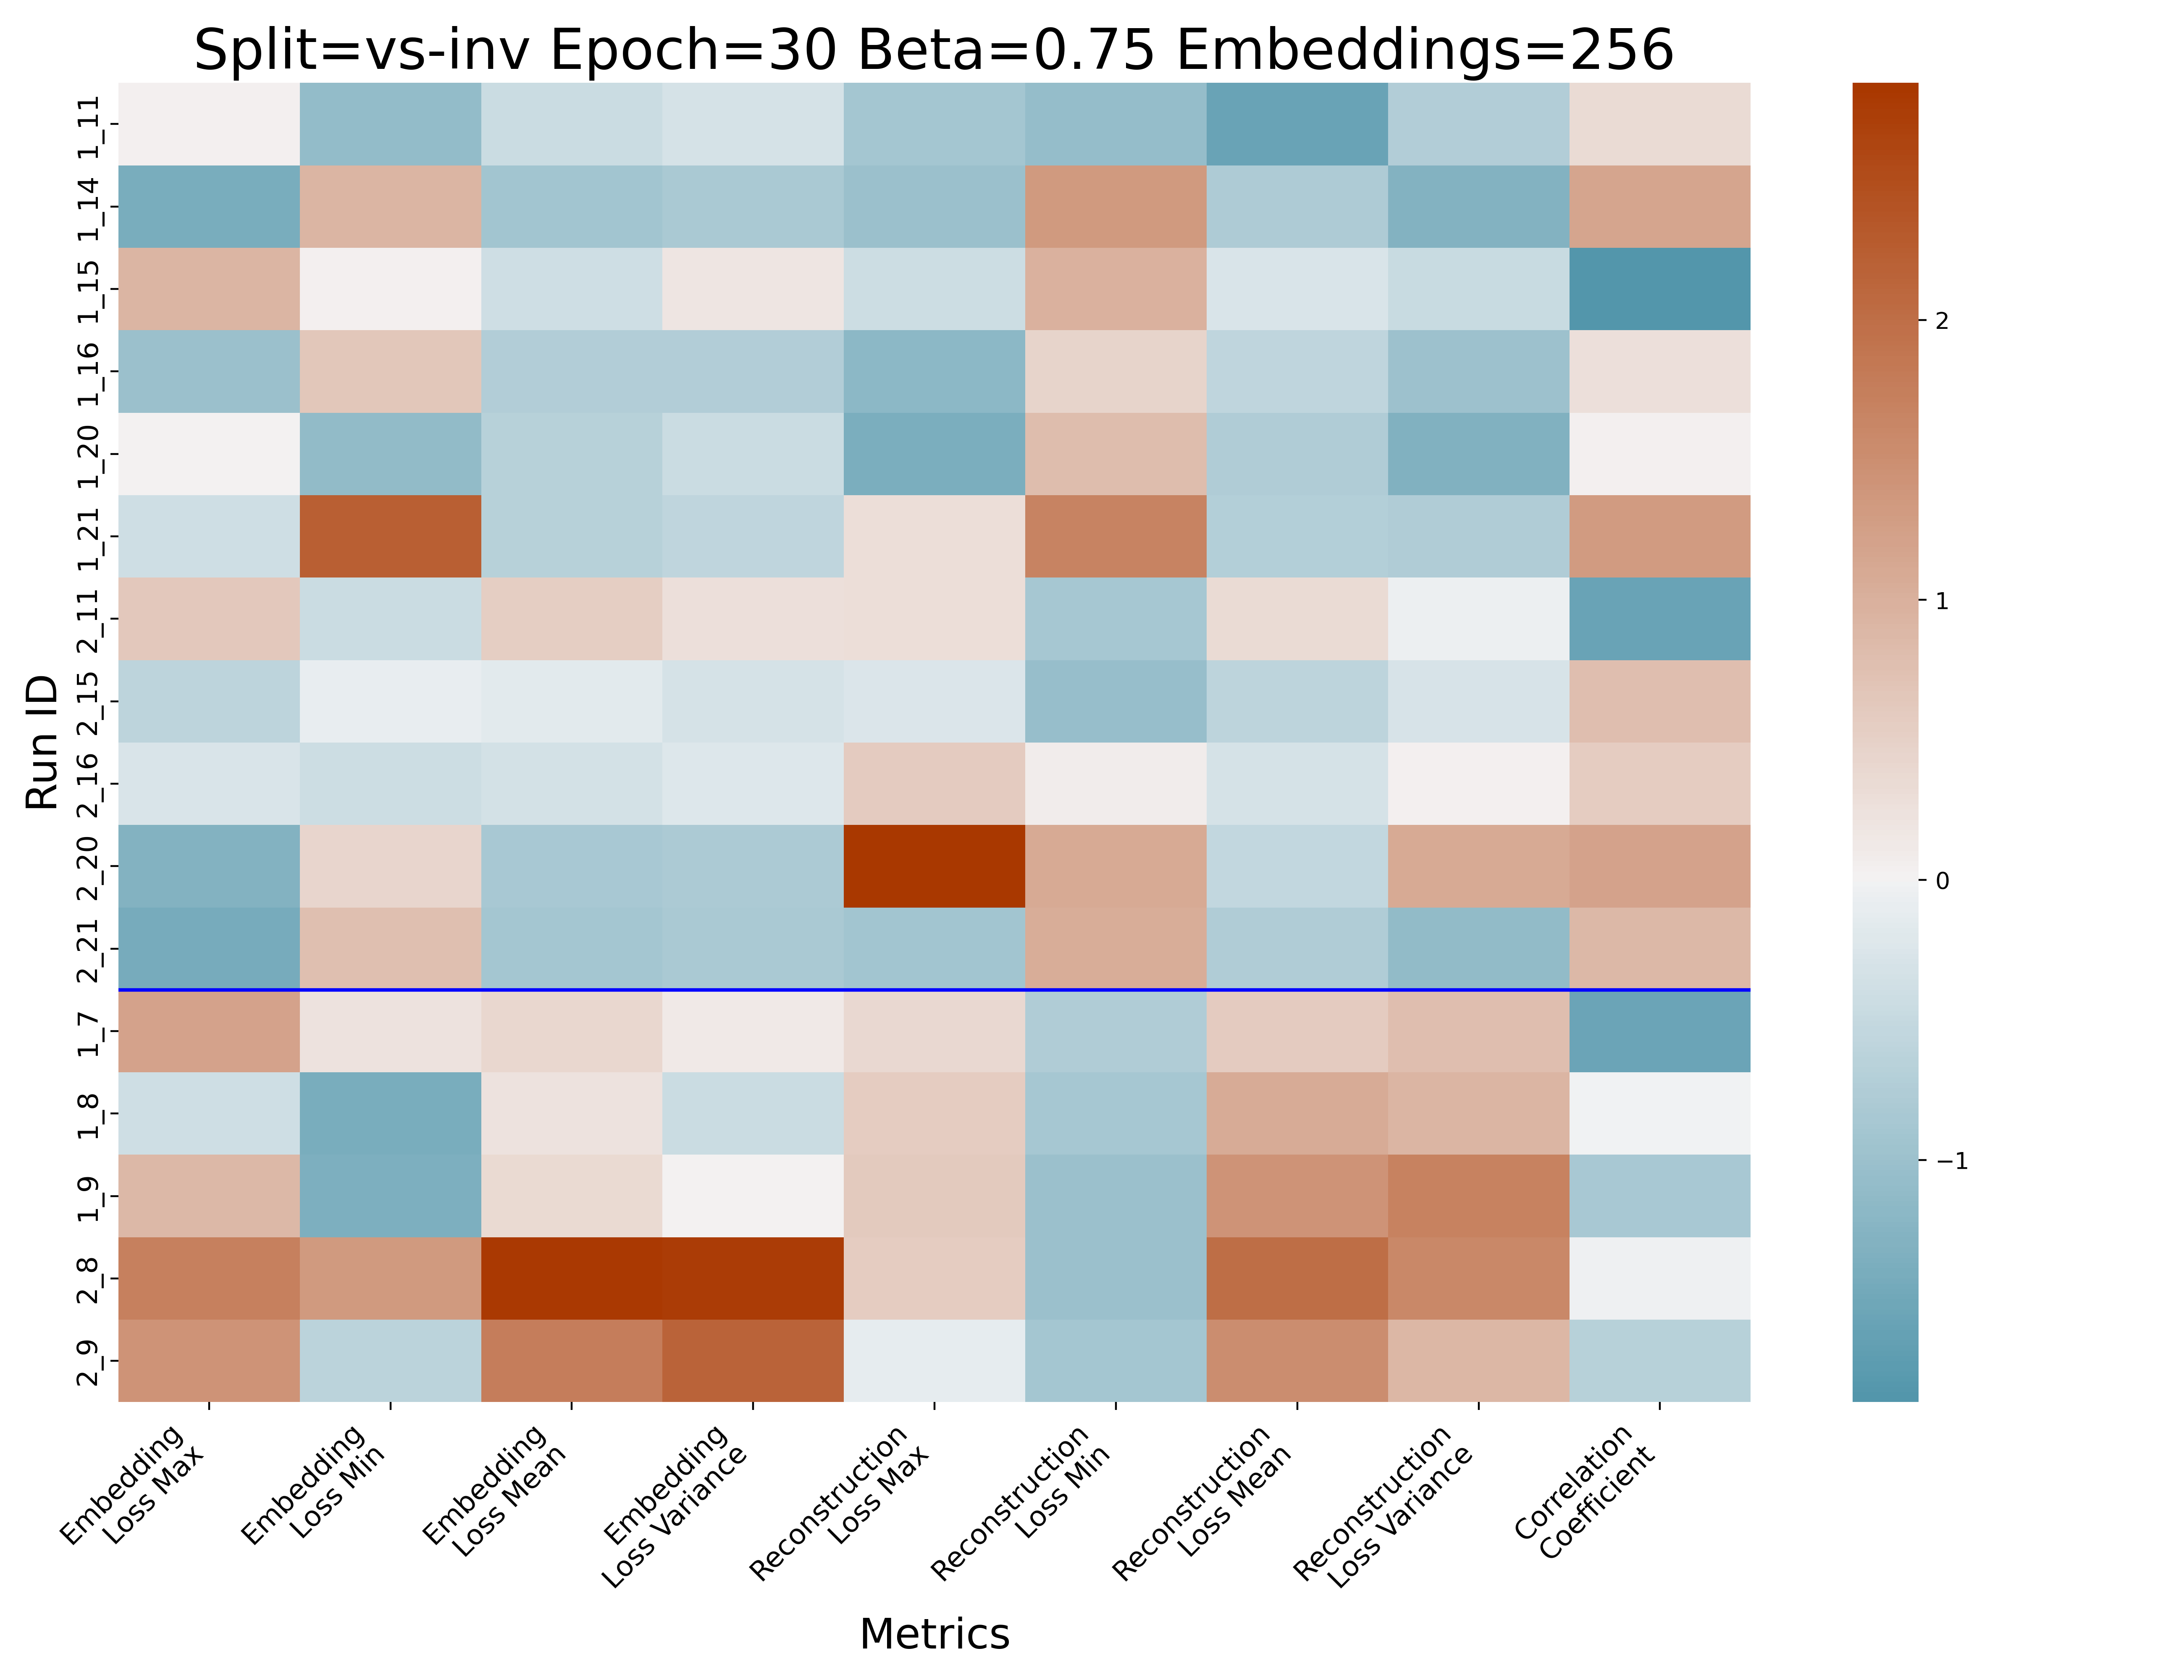 Split=vs-inv Epoch=30 Beta=0.75 Embeddings=256
Run ID
1_11
1_14
1_15
1_16
1_20
1_21
2_11
2_15
2_16
2_20
2_21
1_7
1_8
1_9
2_8
2_9
Embedding
Loss Max
Embedding
Loss Min
Embedding
Loss Mean
Embedding
Loss Variance
Reconstruction
Loss Max
Reconstruction
Loss Min
Reconstruction
Loss Mean
Reconstruction
Loss Variance
Correlation
Coefficient
Metrics
2
1
0
−1